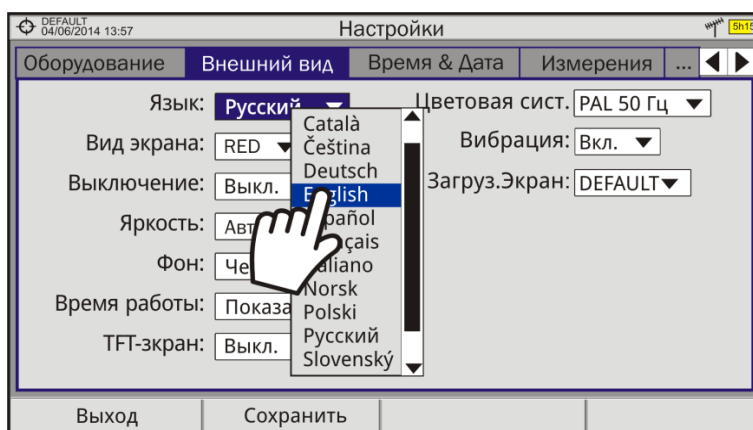 DEFAULT
04/06/2014 13:57
Настройки
5h15
Оборудование Внешний вид Время & Дата Измерения ...
Язык: Русский
Цветовая сист. PAL 50 Гц
Вид экрана: RED
Вибрация: Вкл.
Выключение: Выкл.
Загруз.Экран: DEFAULT
Яркость:
Фон:
Время работы:
TFT-зкран: Выкл.
Català
Čeština
Deutsch
English
Norsk
Polski
Русский
Slovenský
Выход Сохранить